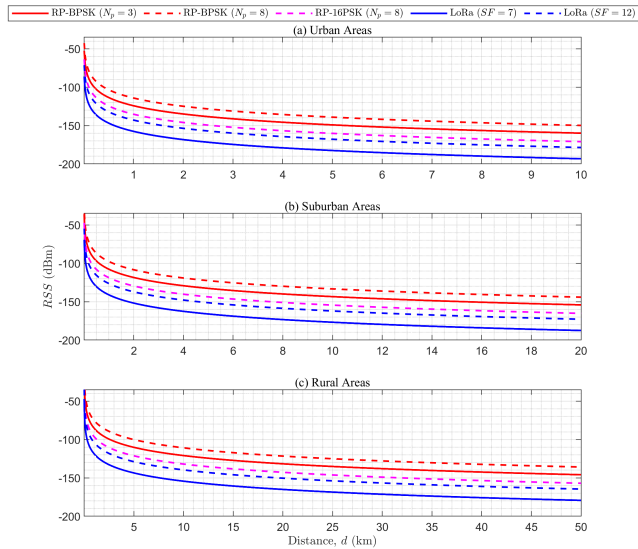 RP-BPSK (N_p = 3) RP-BPSK (N_p = 8) RP-16PSK (N_p = 8) LoRa (SF = 7) LoRa (SF = 12)
(a) Urban Areas
-50
-100
-150
-200
1 2 3 4 5 6 7 8 9 10
(b) Suburban Areas
-50
-100
-150
-200
RSS (dBm)
2 4 6 8 10 12 14 16 18 20
(c) Rural Areas
-50
-100
-150
-200
5 10 15 20 25 30 35 40 45 50
Distance, d (km)